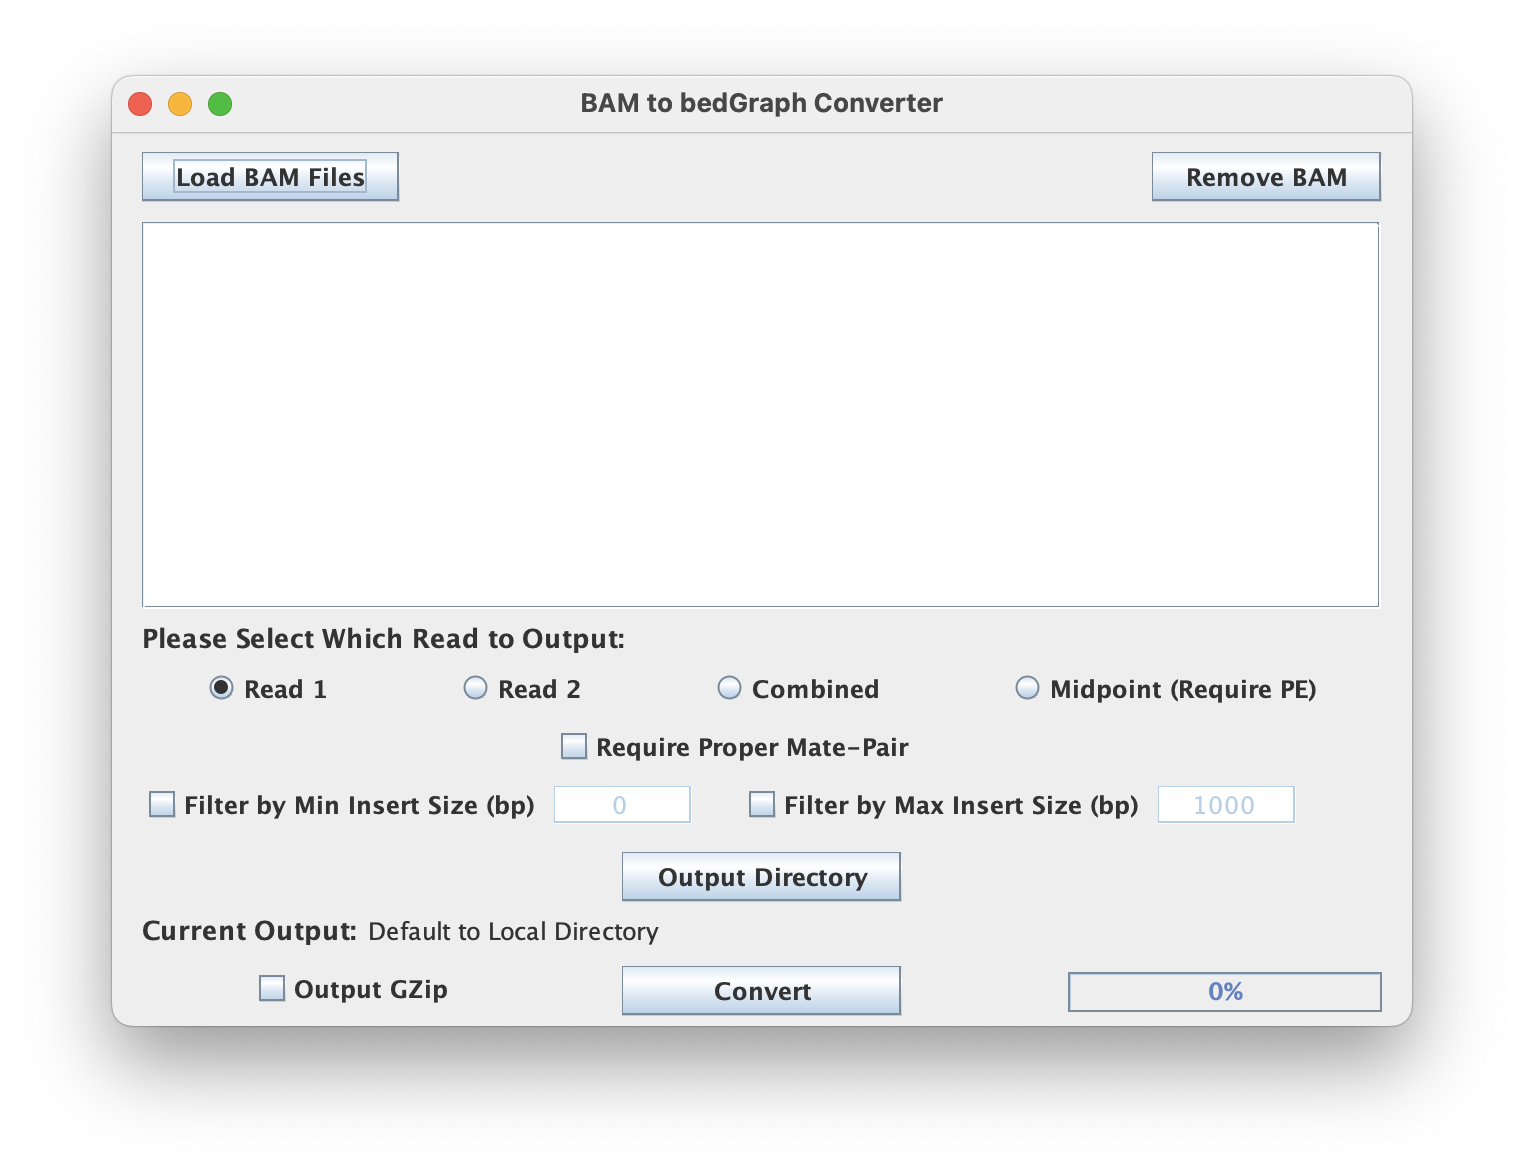 BAM to bedGraph Converter
Load BAM Files
Remove BAM
Please Select Which Read to Output:
Read 1
Read 2
Combined
Midpoint (Require PE)
Require Proper Mate-Pair
Filter by Min Insert Size (bp)
0
Filter by Max Insert Size (bp)
1000
Output Directory
Current Output: Default to Local Directory
Output GZip
Convert
0%